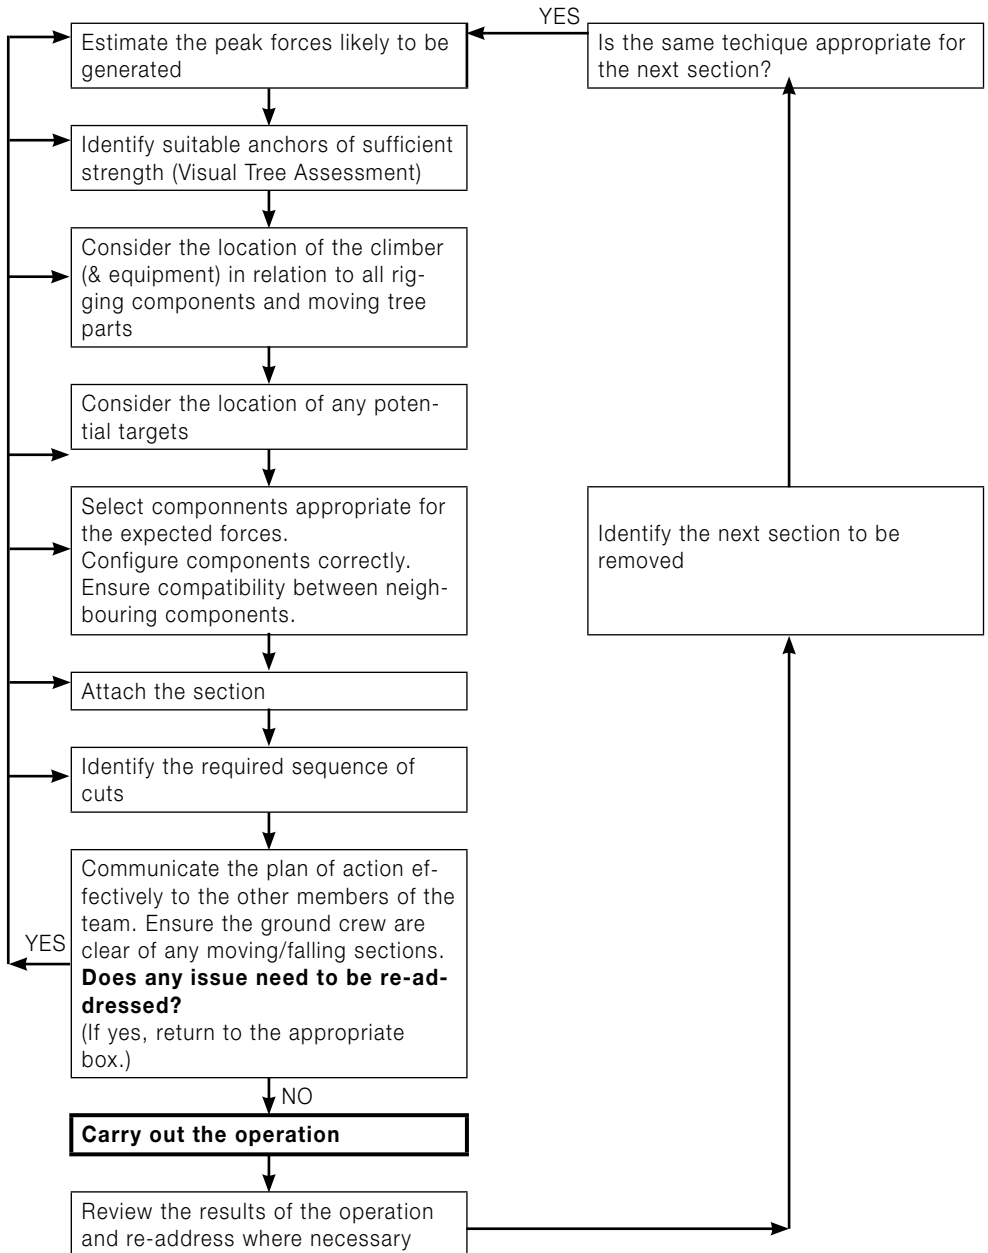 YES
Estimate the peak forces likely to be
generated
Is the same techique appropriate for
the next section?
Identify suitable anchors of sufficient
strength (Visual Tree Assessment)
Consider the location of the climber
(& equipment) in relation to all rig-
ging components and moving tree
parts
Consider the location of any poten-
tial targets
Select componnents appropriate for
the expected forces.
Configure components correctly.
Ensure compatibility between neigh-
bouring components.
Identify the next section to be
removed
Attach the section
Identify the required sequence of
cuts
Communicate the plan of action ef-
fectively to the other members of the
team. Ensure the ground crew are
clear of any moving/falling sections.
YES
Does any issue need to be re-ad-
dressed?
(If yes, return to the appropriate
box.)
NO
Carry out the operation
Review the results of the operation
and re-address where necessary